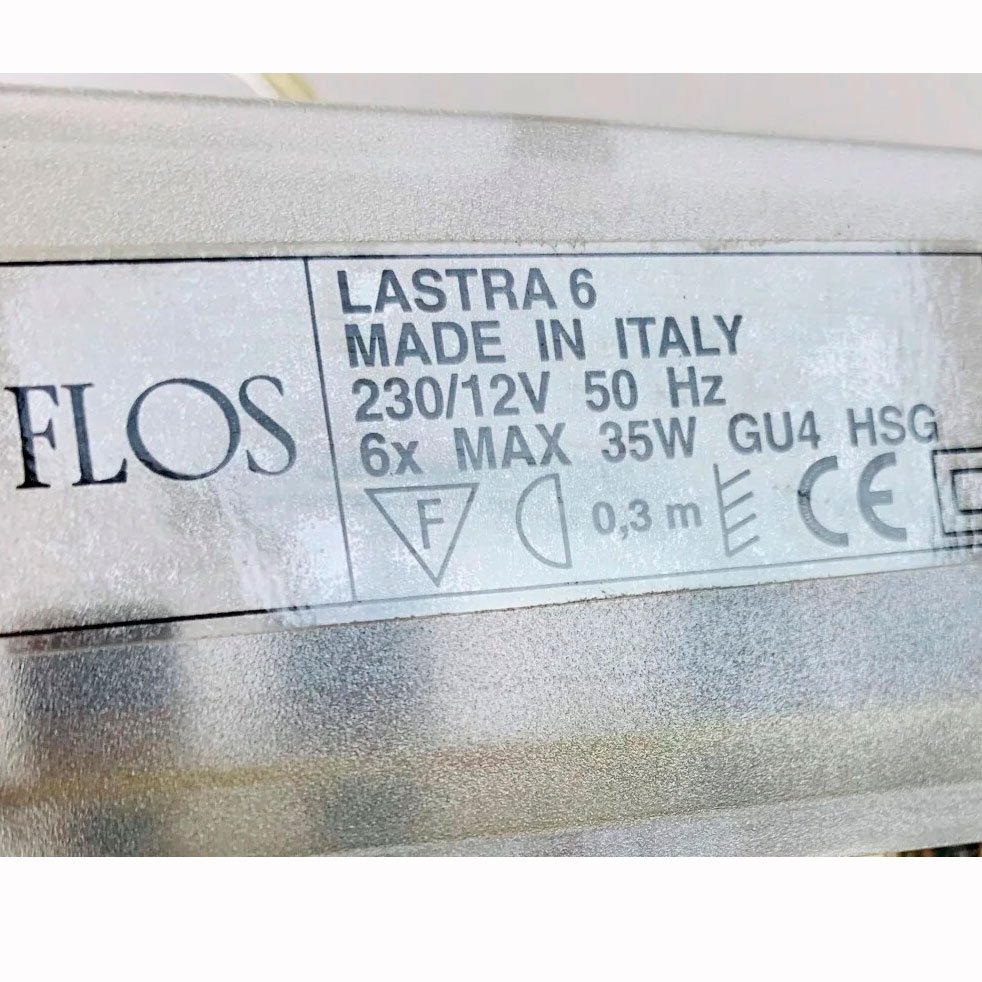 FLOS
LASTRA 6
MADE IN ITALY
230/12V 50 Hz
6x MAX 35W GU4 HSG
F 0,3 m CE